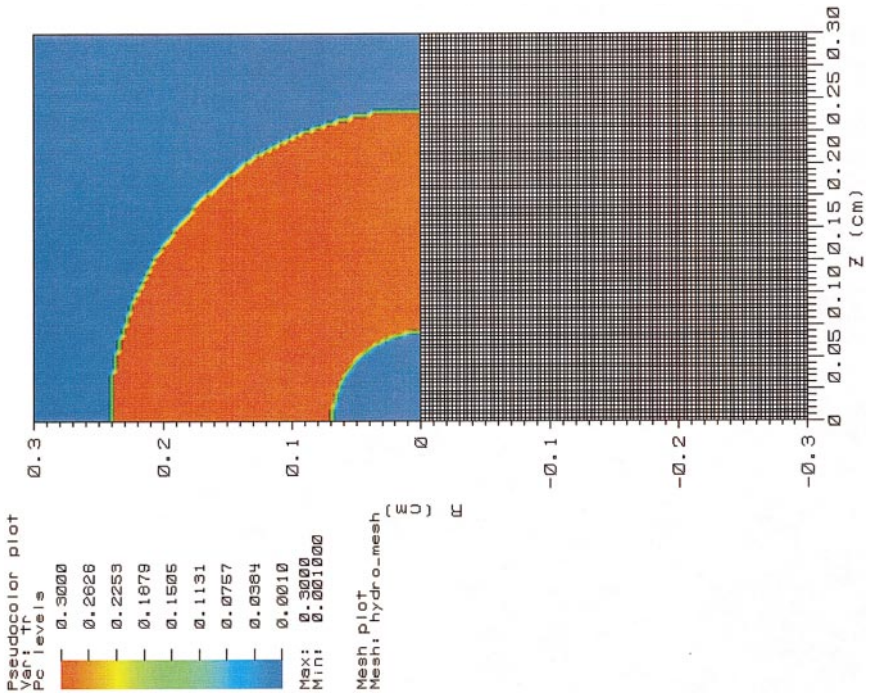 Pseudocolor plot
Var: tr
Pc levels
0.3000
0.2626
0.2253
0.1879
0.1505
0.1131
0.0757
0.0384
0.0010
Max: 0.3000
Min: 0.001000
Mesh plot
Mesh: hydro_mesh
0.3
0.2
0.1
0
-0.1
-0.2
-0.3
R
(cm)
0 0.05 0.10 0.15 0.20 0.25 0.30
Z (cm)